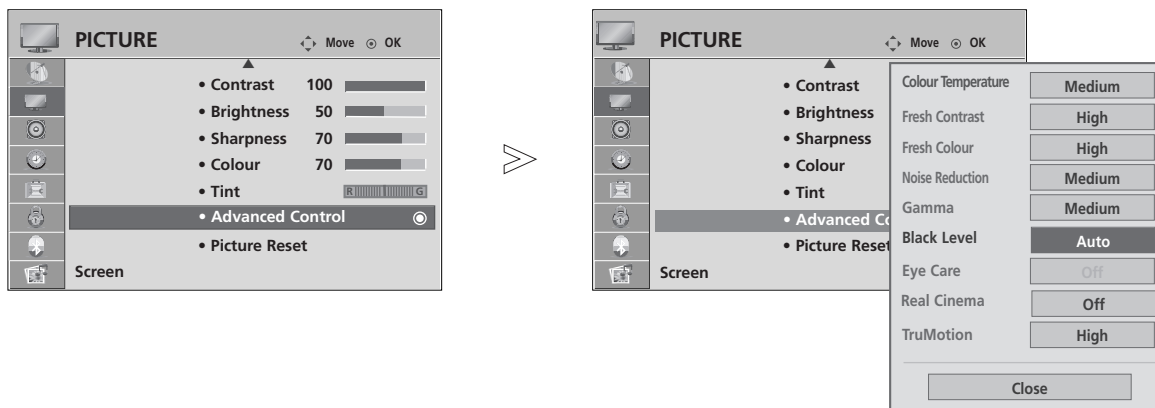 PICTURE
Move OK
• Contrast 100
• Brightness 50
• Sharpness 70
• Colour 70
• Tint R G
• Advanced Control
• Picture Reset
Screen
PICTURE
Move OK
• Contrast
• Brightness
• Sharpness
• Colour
• Tint
• Advanced Co
• Picture Reset
Screen
Colour Temperature Medium
Fresh Contrast High
Fresh Colour High
Noise Reduction Medium
Gamma Medium
Black Level Auto
Eye Care Off
Real Cinema Off
TruMotion High
Close